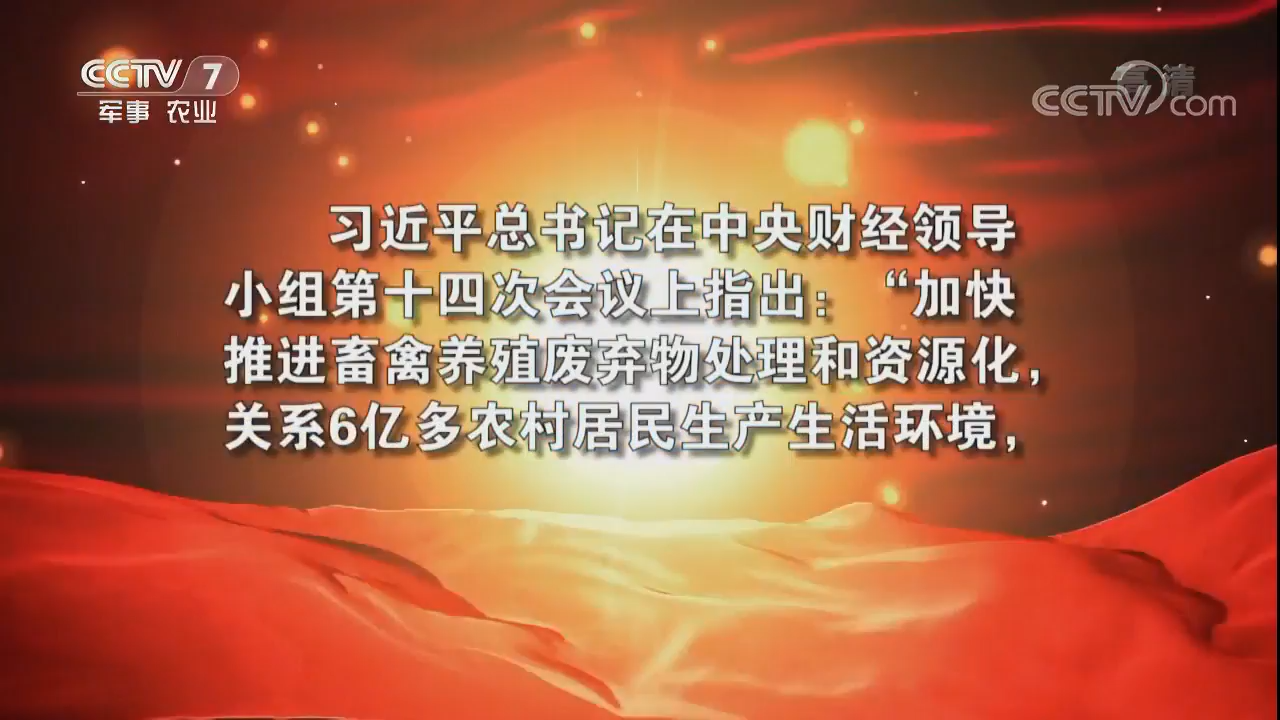 CCTV 7
军事 农业
高清
CCTV.com
习近平总书记在中央财经领导
小组第十四次会议上指出：“加快
推进畜禽养殖废弃物处理和资源化，
关系6亿多农村居民生产生活环境，